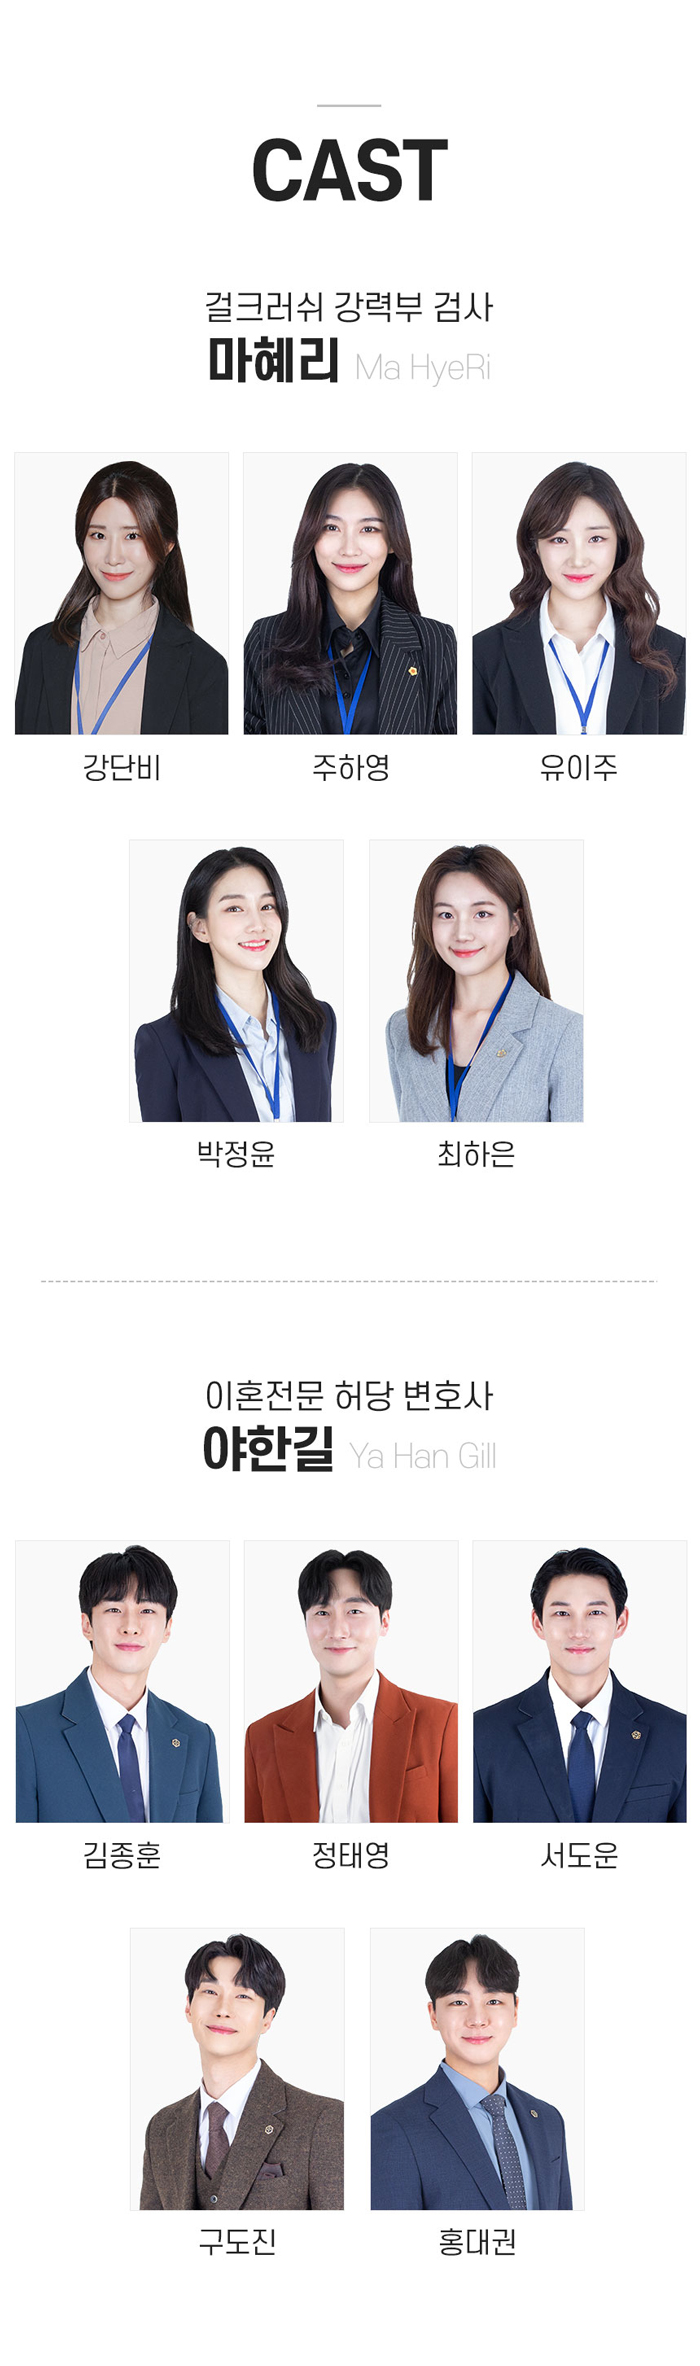 CAST
걸크러쉬 강력부 검사
마혜리 Ma HyeRi
강단비 주하영 유이주
박정윤 최하은
이혼전문 허당 변호사
야한길 Ya Han Gill
김종훈 정태영 서도운
구도진 홍대권